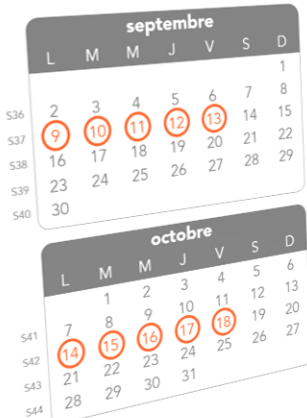 septembre
L M M J V S D
1
S36 2 3 4 5 6 7 8
S37 9 10 11 12 13 14 15
S38 16 17 18 19 20 21 22
S39 23 24 25 26 27 28 29
S40 30
octobre
L M M J V S D
1 2 3 4 5 6
S41 7 8 9 10 11 12 13
S42 14 15 16 17 18 19 20
S43 21 22 23 24 25 26 27
S44 28 29 30 31